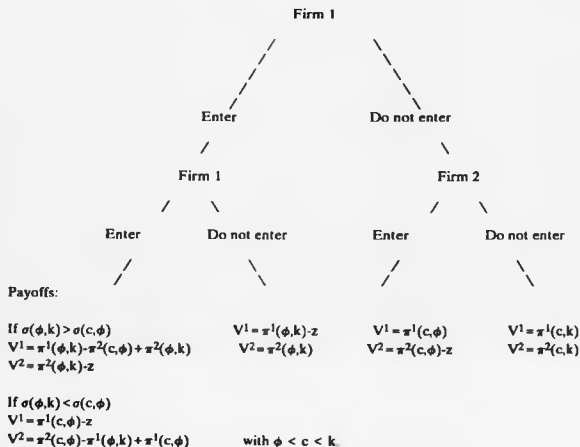 Firm 1
Enter Do not enter
Firm 1 Firm 2
Enter Do not enter Enter Do not enter
Payoffs:
If σ(ϕ,k) > σ(c,ϕ) V¹ = π¹(ϕ,k)-z V¹ = π¹(c,ϕ) V¹ = π¹(c,k)
V¹ = π¹(ϕ,k)-π²(c,ϕ) + π²(ϕ,k) V² = π²(ϕ,k) V² = π²(c,ϕ)-z V² = π²(c,k)
V² = π²(ϕ,k)-z
If σ(ϕ,k) < σ(c,ϕ)
V¹ = π¹(c,ϕ)-z
V² = π²(c,ϕ)-π¹(ϕ,k) + π¹(c,ϕ) with ϕ < c < k